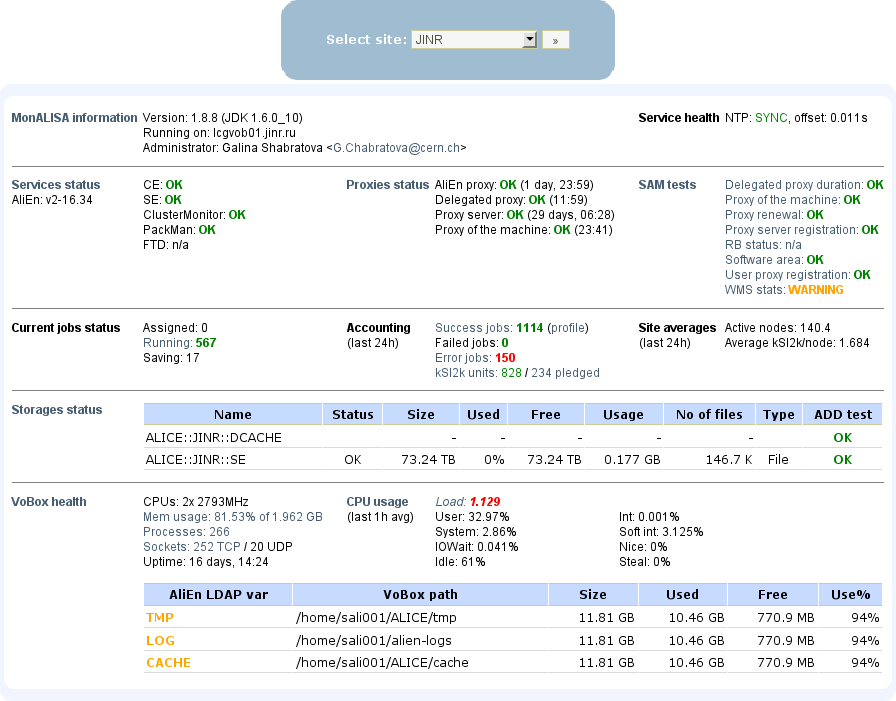 Select site: JINR »
MonALISA information Version: 1.8.8 (JDK 1.6.0_10) Service health NTP: SYNC, offset: 0.011s
Running on: lcgvob01.jinr.ru
Administrator: Galina Shabratova <G.Chabratova@cern.ch>
Services status CE: OK Proxies status AliEn proxy: OK (1 day, 23:59) SAM tests Delegated proxy duration: OK
AliEn: v2-16.34 SE: OK Delegated proxy: OK (11:59) Proxy of the machine: OK
ClusterMonitor: OK Proxy server: OK (29 days, 06:28) Proxy renewal: OK
PackMan: OK Proxy of the machine: OK (23:41) Proxy server registration: OK
FTD: n/a RB status: n/a
Software area: OK
User proxy registration: OK
WMS stats: WARNING
Current jobs status Assigned: 0 Accounting Success jobs: 1114 (profile) Site averages Active nodes: 140.4
Running: 567 (last 24h) Failed jobs: 0 (last 24h) Average kSI2k/node: 1.684
Saving: 17 Error jobs: 150
kSI2k units: 828 / 234 pledged
Storages status Name Status Size Used Free Usage No of files Type ADD test
ALICE::JINR::DCACHE - - - - - OK
ALICE::JINR::SE OK 73.24 TB 0% 73.24 TB 0.177 GB 146.7 K File OK
VoBox health CPUs: 2x 2793MHz CPU usage Load: 1.129
Mem usage: 81.53% of 1.962 GB (last 1h avg) User: 32.97% Int: 0.001%
Processes: 266 System: 2.86% Soft int: 3.125%
Sockets: 252 TCP / 20 UDP IOWait: 0.041% Nice: 0%
Uptime: 16 days, 14:24 Idle: 61% Steal: 0%
AliEn LDAP var VoBox path Size Used Free Use%
TMP /home/sali001/ALICE/tmp 11.81 GB 10.46 GB 770.9 MB 94%
LOG /home/sali001/alien-logs 11.81 GB 10.46 GB 770.9 MB 94%
CACHE /home/sali001/ALICE/cache 11.81 GB 10.46 GB 770.9 MB 94%